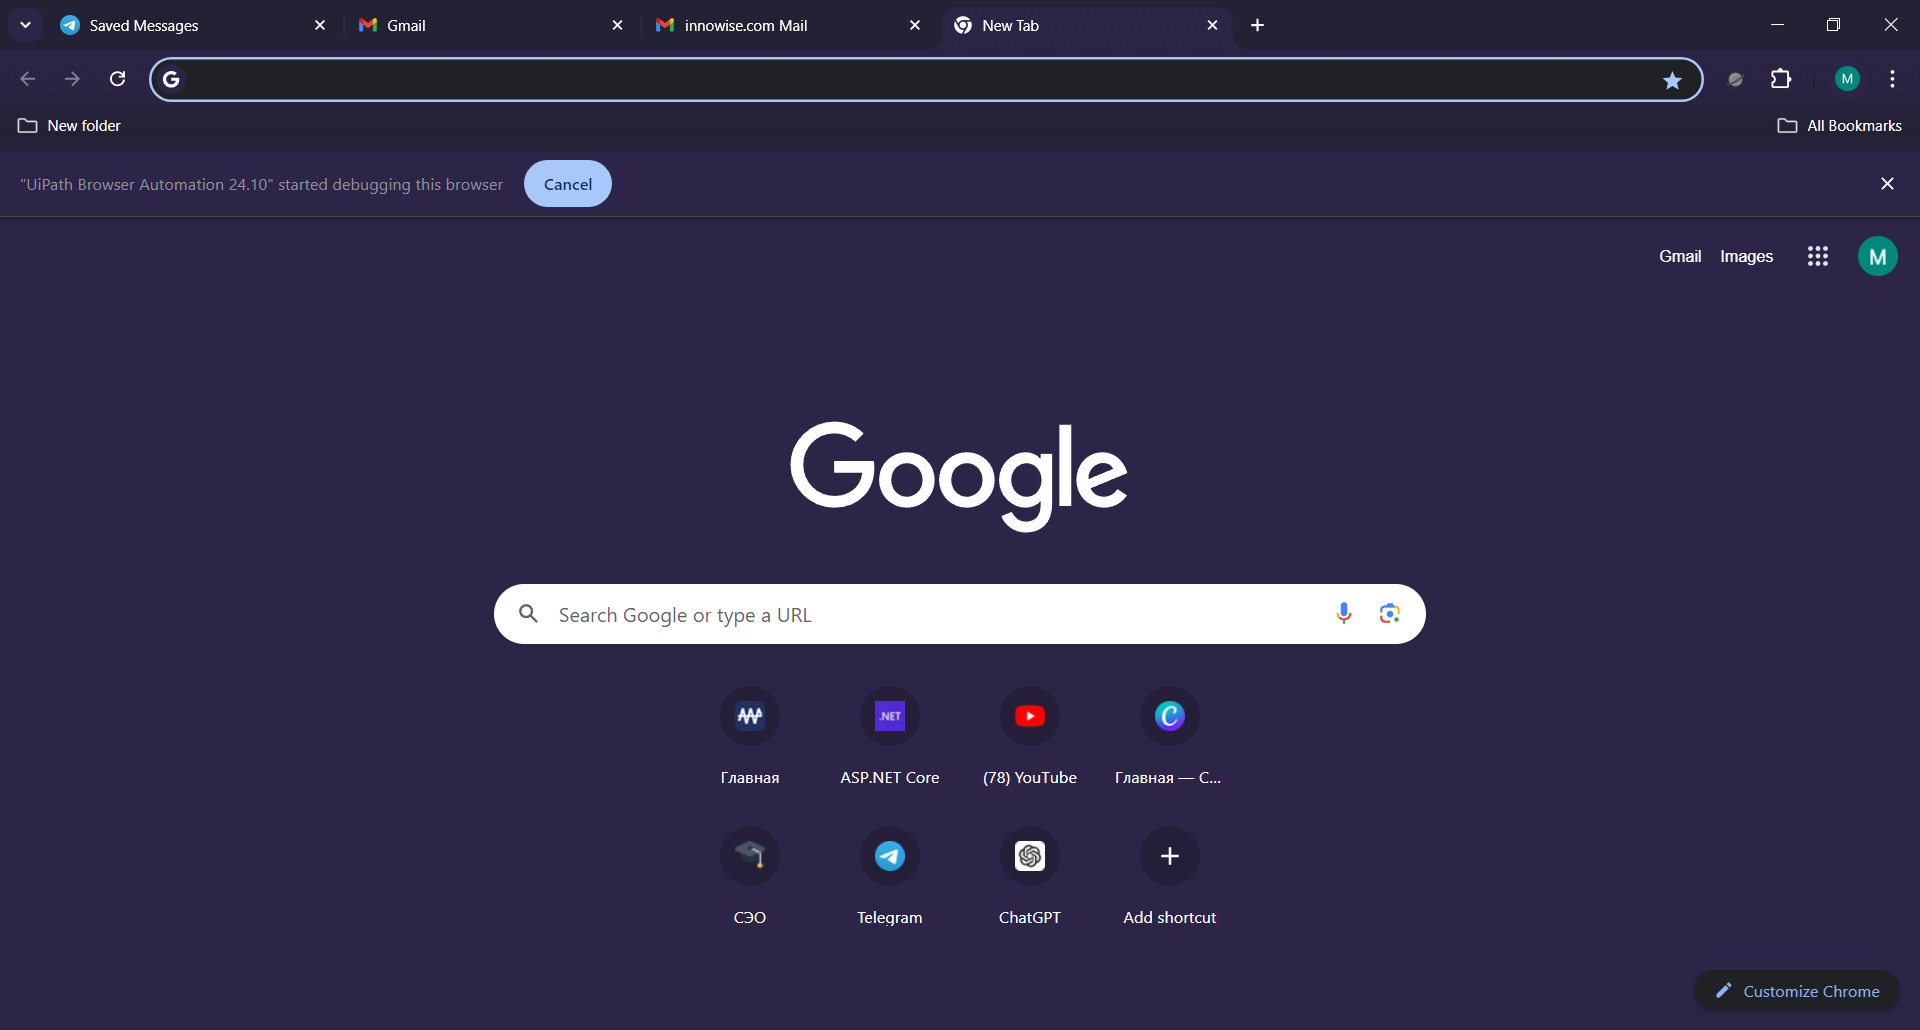 Saved Messages
Gmail
innowise.com Mail
New Tab
New folder
All Bookmarks
"UiPath Browser Automation 24.10" started debugging this browser
Cancel
Gmail
Images
M
M
Google
Search Google or type a URL
.NET
Главная
ASP.NET Core
(78) YouTube
Главная — C...
СЭО
Telegram
ChatGPT
Add shortcut
Customize Chrome